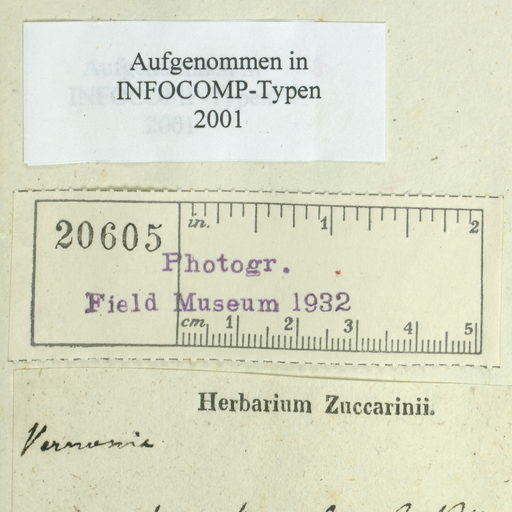 Aufgenommen in
INFOCOMP-Typen
2001
20605
in. 1 2
Photogr.
Field Museum 1932
cm 1 2 3 4 5
Herbarium Zuccarinii.
Vernonia